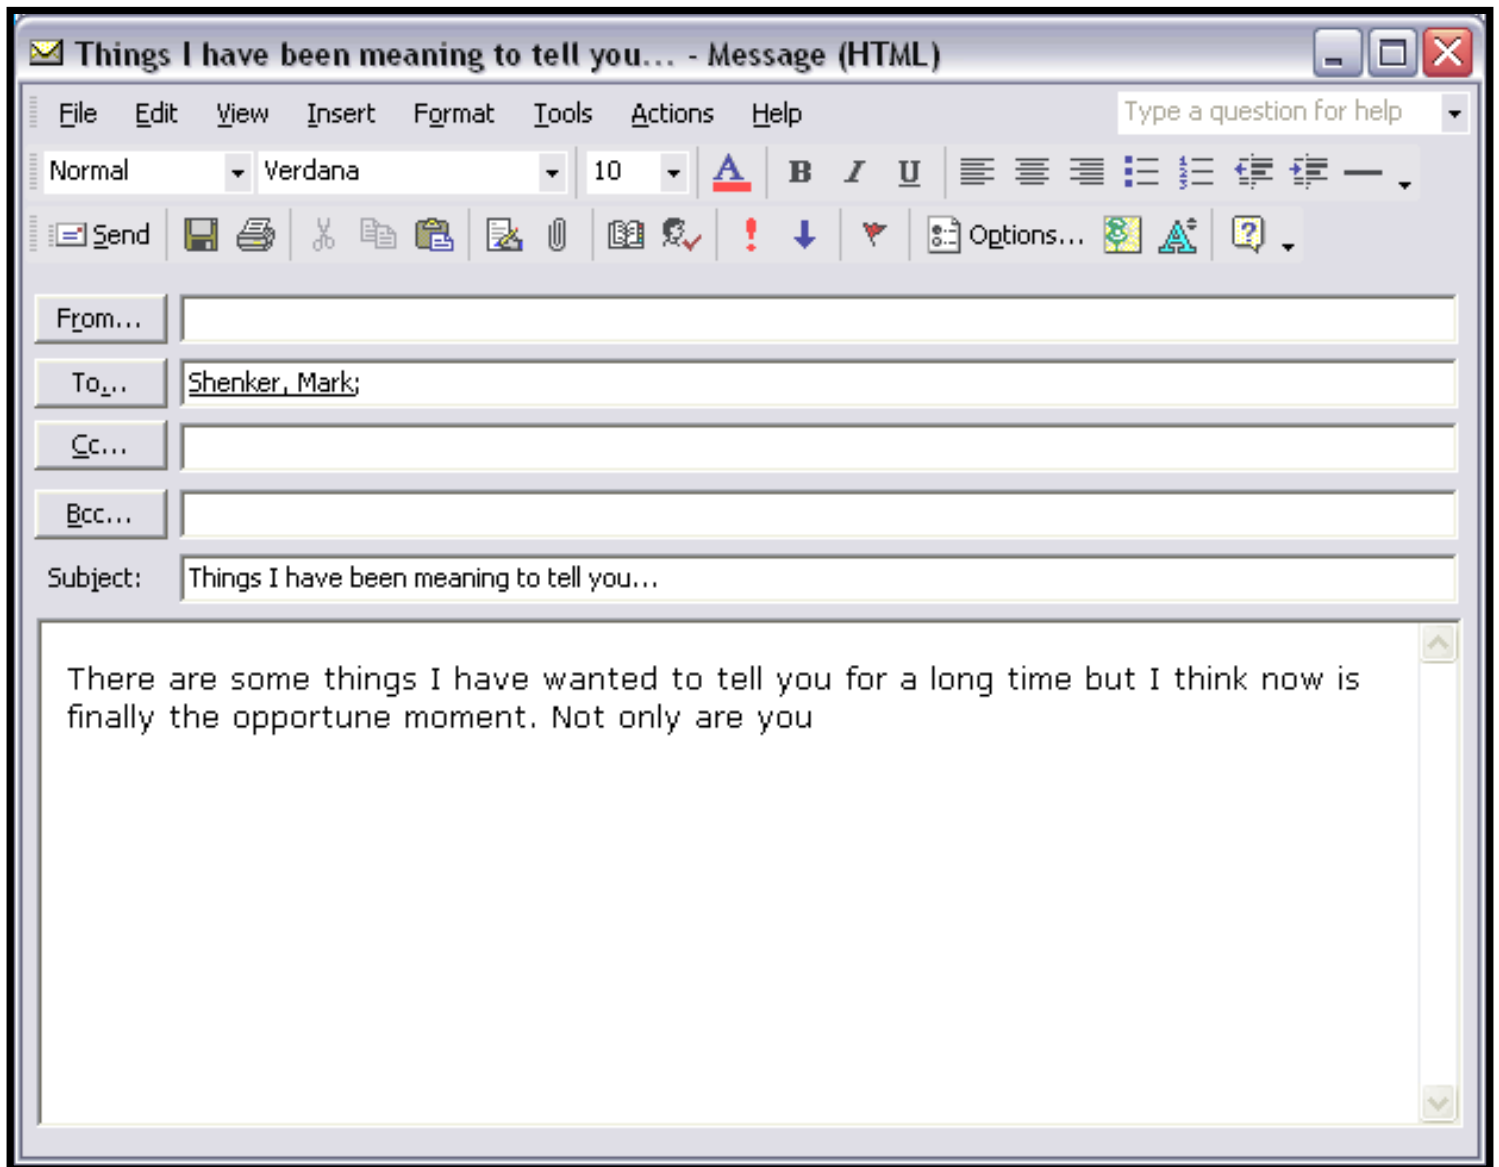 Things I have been meaning to tell you... - Message (HTML)
File Edit View Insert Format Tools Actions Help Type a question for help
Normal Verdana 10 A B I U
Send Options...
From...
To... Shenker, Mark;
Cc...
Bcc...
Subject: Things I have been meaning to tell you...
There are some things I have wanted to tell you for a long time but I think now is
finally the opportune moment. Not only are you